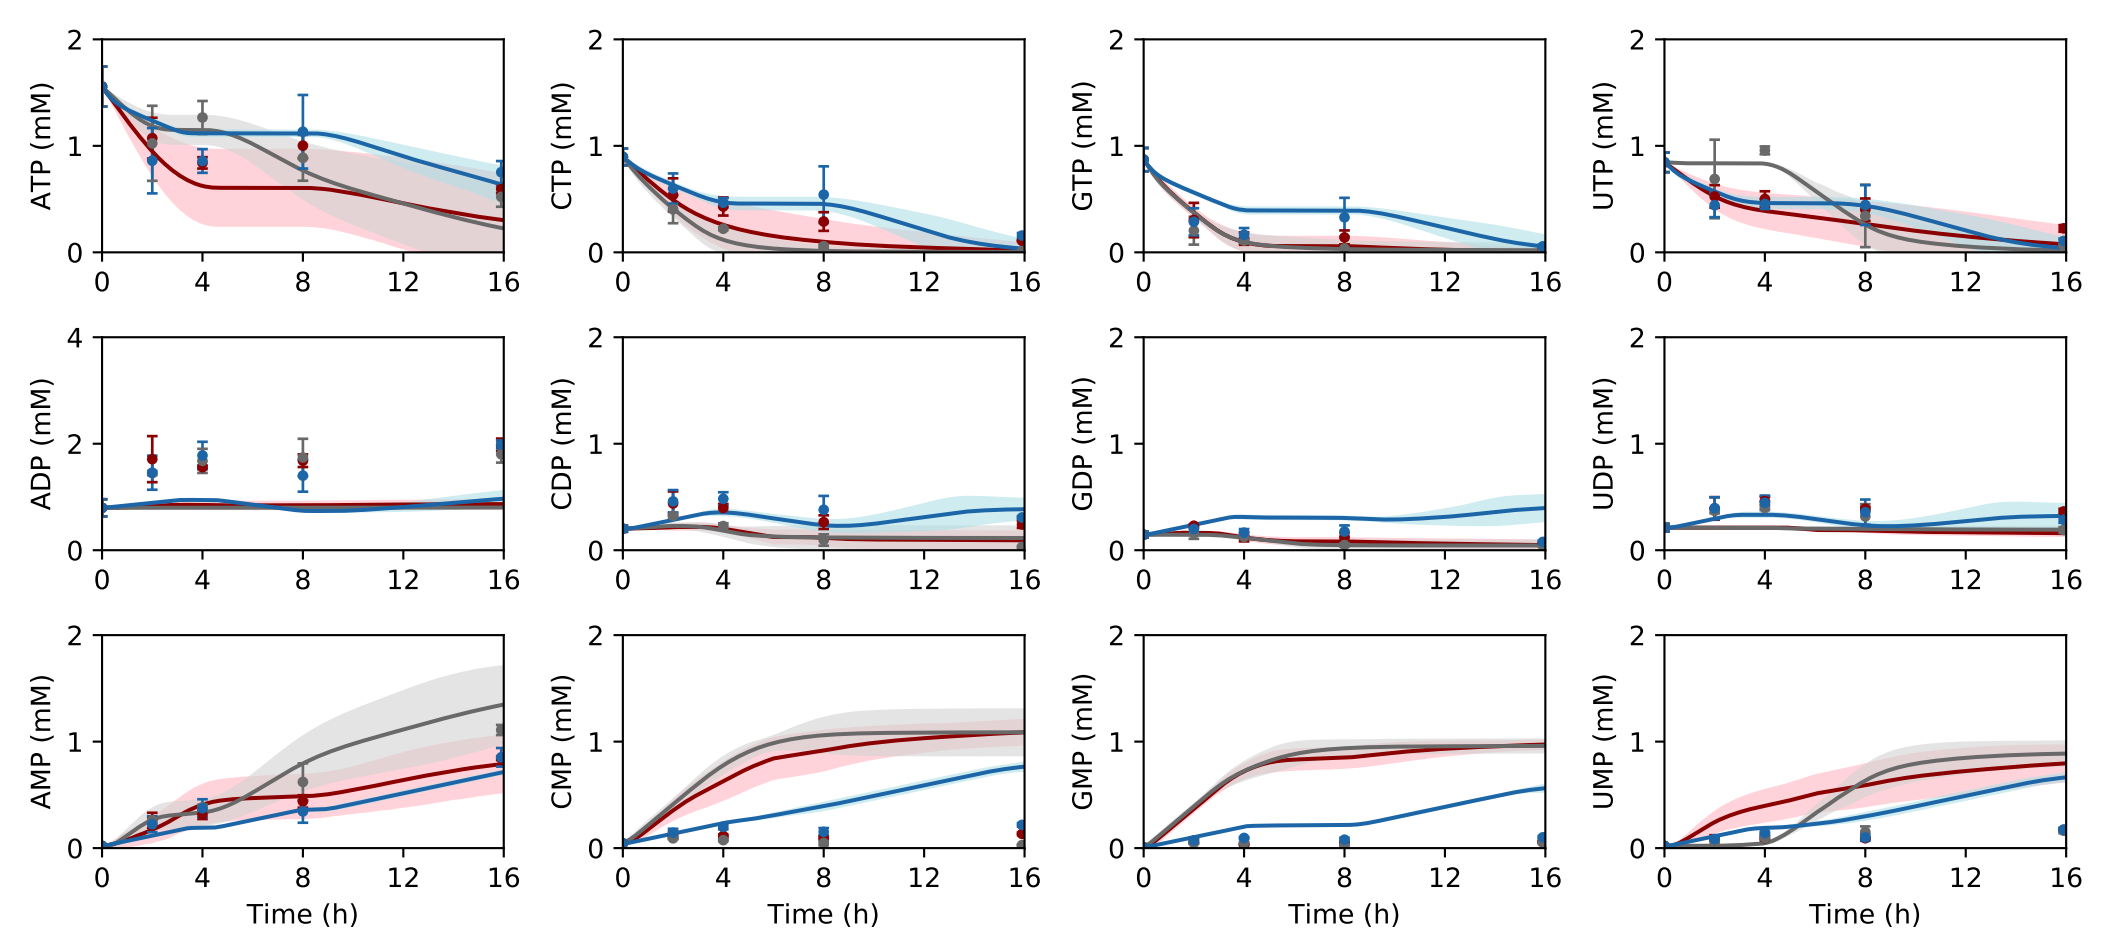 2 2 2 2
ATP (mM) CTP (mM) GTP (mM) UTP (mM)
1 1 1 1
0 0 0 0
0 4 8 12 16 0 4 8 12 16 0 4 8 12 16 0 4 8 12 16
4 2 2 2
ADP (mM) CDP (mM) GDP (mM) UDP (mM)
2 1 1 1
0 0 0 0
0 4 8 12 16 0 4 8 12 16 0 4 8 12 16 0 4 8 12 16
2 2 2 2
AMP (mM) CMP (mM) GMP (mM) UMP (mM)
1 1 1 1
0 0 0 0
0 4 8 12 16 0 4 8 12 16 0 4 8 12 16 0 4 8 12 16
Time (h) Time (h) Time (h) Time (h)